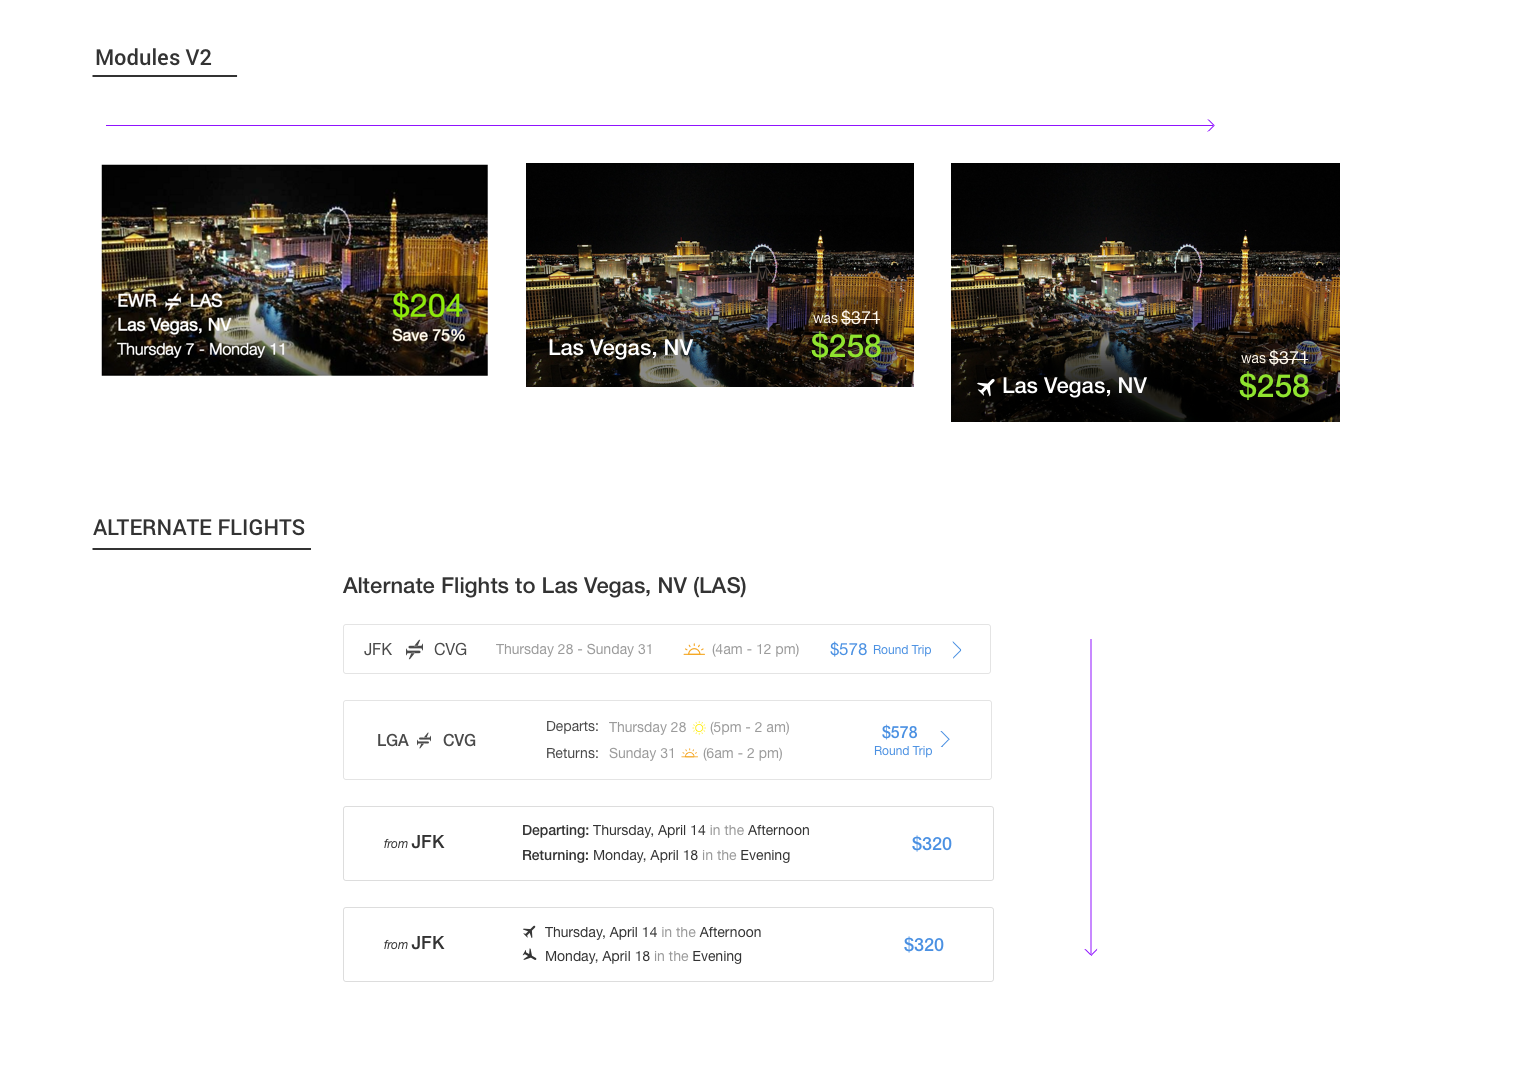 Modules V2
EWR LAS
Las Vegas, NV
Thursday 7 - Monday 11
$204
Save 75%
Las Vegas, NV
was $371
$258
Las Vegas, NV
was $371
$258
ALTERNATE FLIGHTS
Alternate Flights to Las Vegas, NV (LAS)
JFK CVG Thursday 28 - Sunday 31 (4am - 12 pm) $578 Round Trip
LGA CVG
Departs: Thursday 28 (5pm - 2 am)
Returns: Sunday 31 (6am - 2 pm)
$578
Round Trip
from JFK
Departing: Thursday, April 14 in the Afternoon
Returning: Monday, April 18 in the Evening
$320
from JFK
Thursday, April 14 in the Afternoon
Monday, April 18 in the Evening
$320